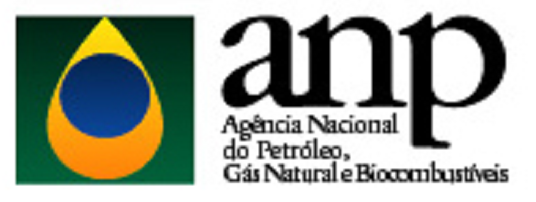 anp
Agência Nacional
do Petróleo,
Gás Natural e Biocombustíveis